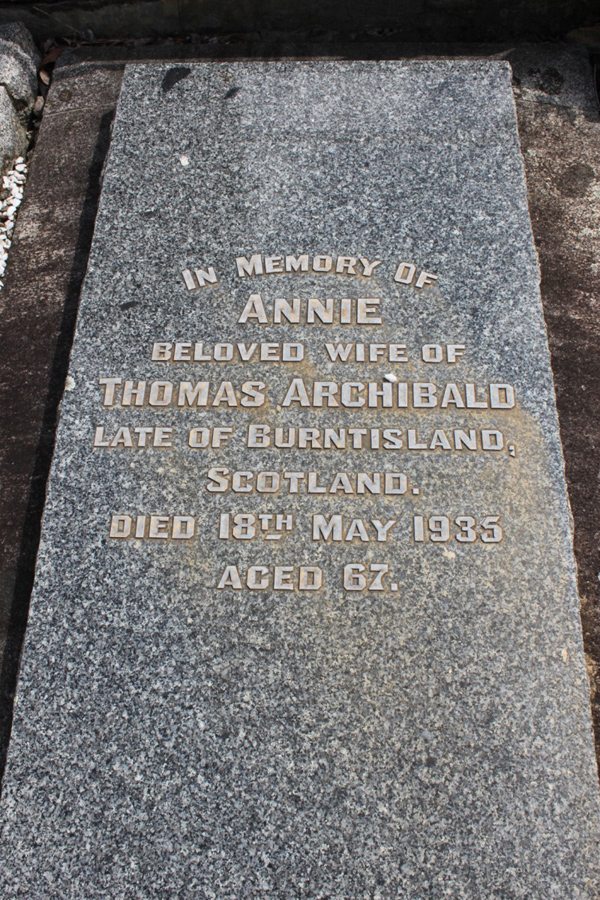 IN MEMORY OF
ANNIE
BELOVED WIFE OF
THOMAS ARCHIBALD
LATE OF BURNTISLAND,
SCOTLAND.
DIED 18TH MAY 1935
AGED 67.